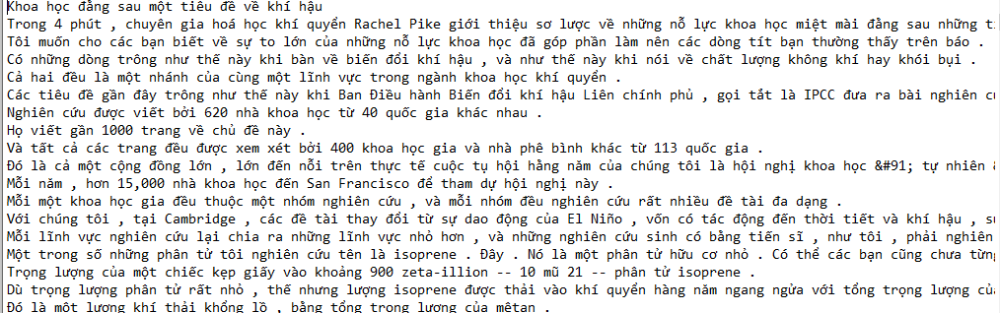 Khoa học đằng sau một tiêu đề về khí hậu
Trong 4 phút , chuyên gia hoá học khí quyển Rachel Pike giới thiệu sơ lược về những nỗ lực khoa học miệt mài đằng sau những
Tôi muốn cho các bạn biết về sự to lớn của những nỗ lực khoa học đã góp phần làm nên các dòng tít bạn thường thấy trên báo .
Có những dòng trông như thế này khi bàn về biến đổi khí hậu , và như thế này khi nói về chất lượng không khí hay khói bụi .
Cả hai đều là một nhánh của cùng một lĩnh vực trong ngành khoa học khí quyển .
Các tiêu đề gần đây trông như thế này khi Ban Điều hành Biến đổi khí hậu Liên chính phủ , gọi tắt là IPCC đưa ra bài nghiên
Nghiên cứu được viết bởi 620 nhà khoa học từ 40 quốc gia khác nhau .
Họ viết gần 1000 trang về chủ đề này .
Và tất cả các trang đều được xem xét bởi 400 khoa học gia và nhà phê bình khác từ 113 quốc gia .
Đó là cả một cộng đồng lớn , lớn đến nỗi trên thực tế cuộc tụ hội hằng năm của chúng tôi là hội nghị khoa học &#91; tự nhiên
Mỗi năm , hơn 15,000 nhà khoa học đến San Francisco để tham dự hội nghị này .
Mỗi một khoa học gia đều thuộc một nhóm nghiên cứu , và mỗi nhóm đều nghiên cứu rất nhiều đề tài đa dạng .
Với chúng tôi , tại Cambridge , các đề tài thay đổi từ sự dao động của El Niño , vốn có tác động đến thời tiết và khí hậu ,
Mỗi lĩnh vực nghiên cứu lại chia ra những lĩnh vực nhỏ hơn , và những nghiên cứu sinh có bằng tiến sĩ , như tôi , phải nghiên
Một trong số những phân tử tôi nghiên cứu tên là isoprene . Đây . Nó là một phân tử hữu cơ nhỏ . Có thể các bạn cũng chưa
Trọng lượng của một chiếc kẹp giấy vào khoảng 900 zeta-illion -- 10 mũ 21 -- phân tử isoprene .
Dù trọng lượng phân tử rất nhỏ , thế nhưng lượng isoprene được thải vào khí quyển hàng năm ngang ngửa với tổng trọng lượng
Đó là một lượng khí thải khổng lồ , bằng tổng trọng lượng của mêtan .